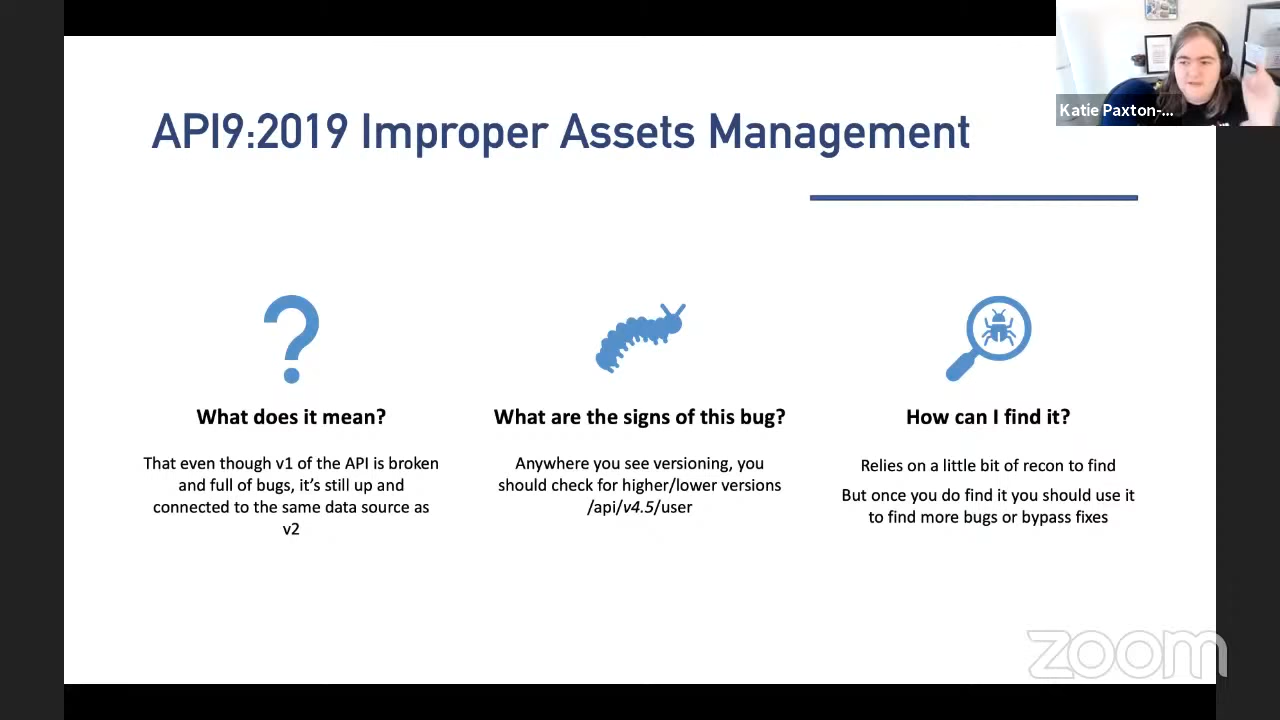 Katie Paxton-...
API9:2019 Improper Assets Management
What does it mean?
That even though v1 of the API is broken
and full of bugs, it's still up and
connected to the same data source as
v2
What are the signs of this bug?
Anywhere you see versioning, you
should check for higher/lower versions
/api/v4.5/user
How can I find it?
Relies on a little bit of recon to find
But once you do find it you should use it
to find more bugs or bypass fixes
zoom